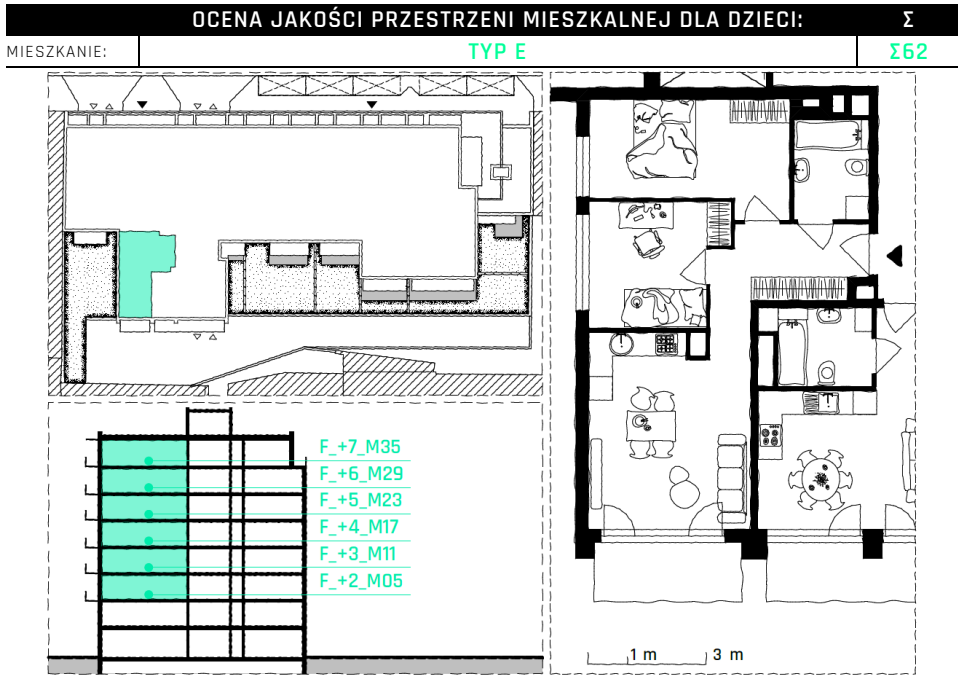 OCENA JAKOŚCI PRZESTRZENI MIESZKALNEJ DLA DZIECI: Σ
MIESZKANIE: TYP E Σ62
F_+7_M35
F_+6_M29
F_+5_M23
F_+4_M17
F_+3_M11
F_+2_M05
1 m 3 m